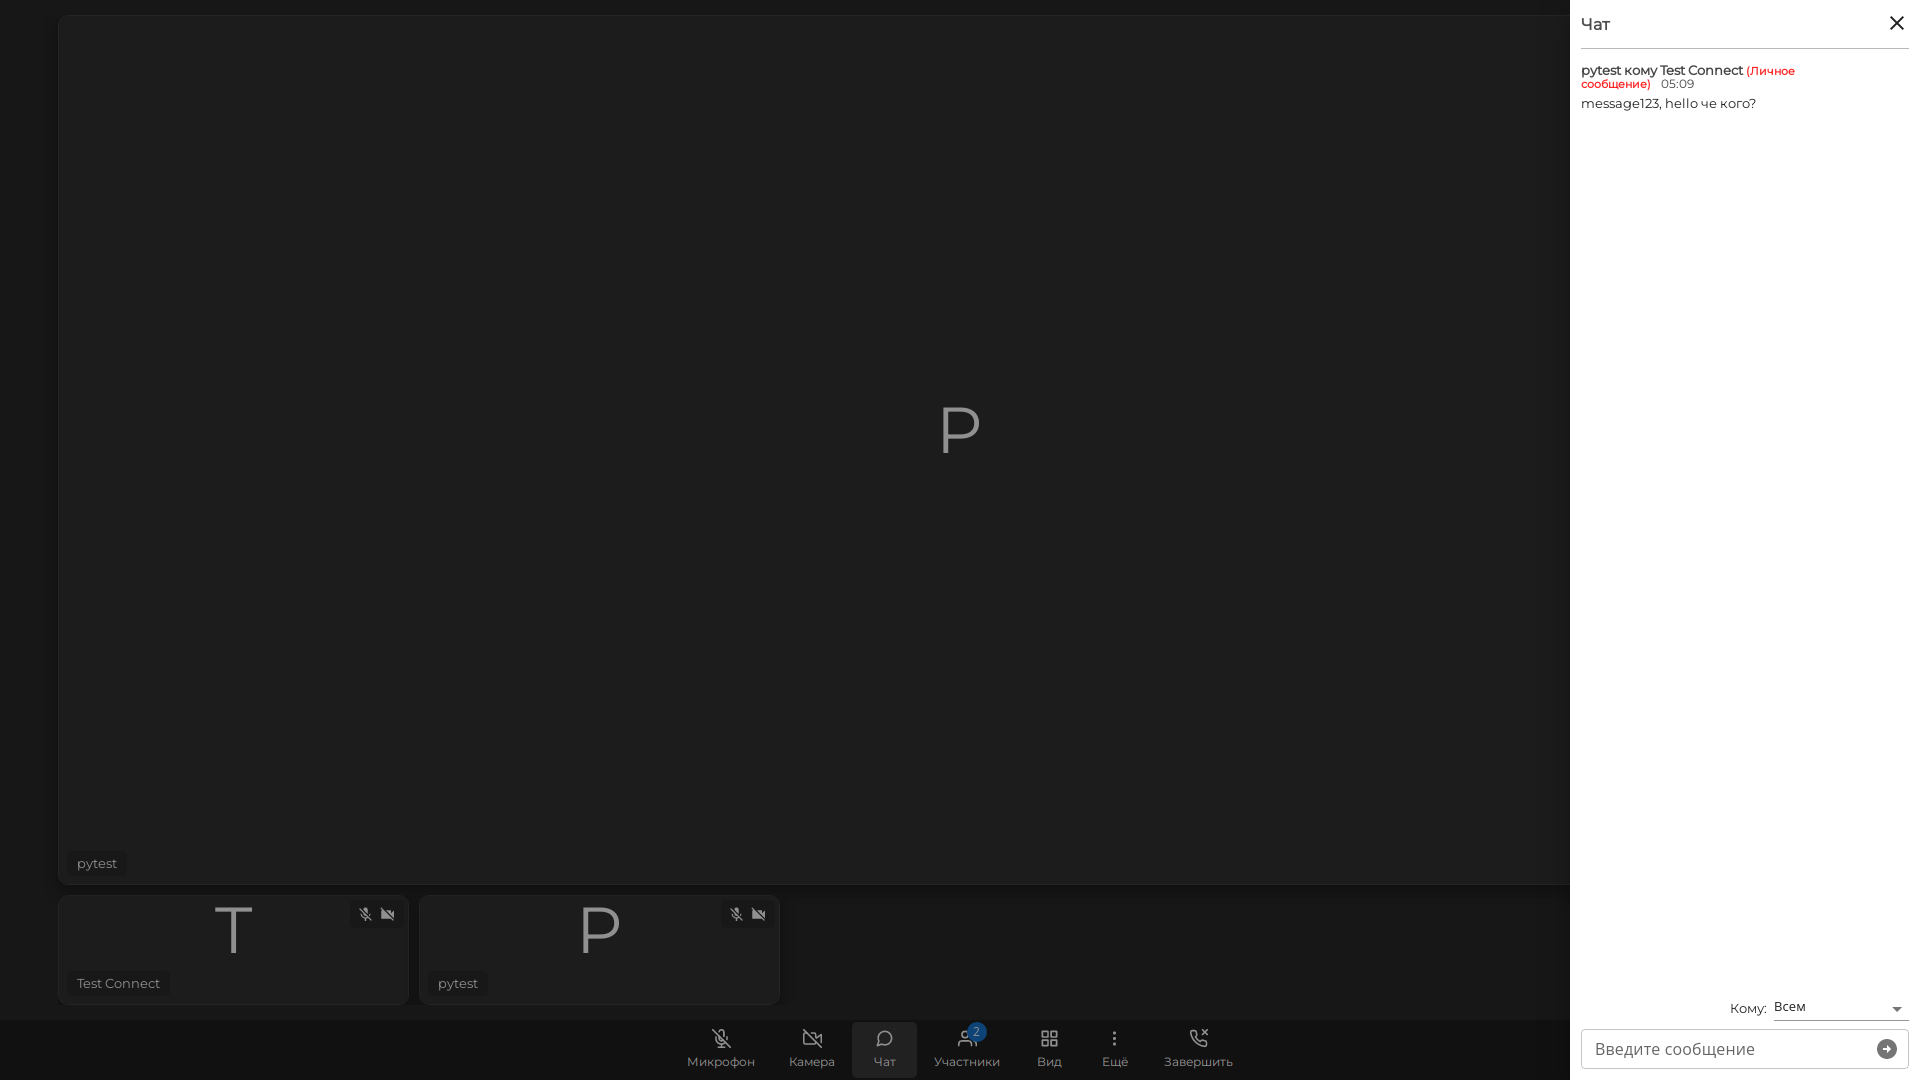 Чат
pytest кому Test Connect (Личное
сообщение) 05:09
message123, hello че кого?
P
pytest
T
Test Connect
P
pytest
Кому: Всем
Введите сообщение
Микрофон
Камера
Чат
2
Участники
Вид
Ещё
Завершить